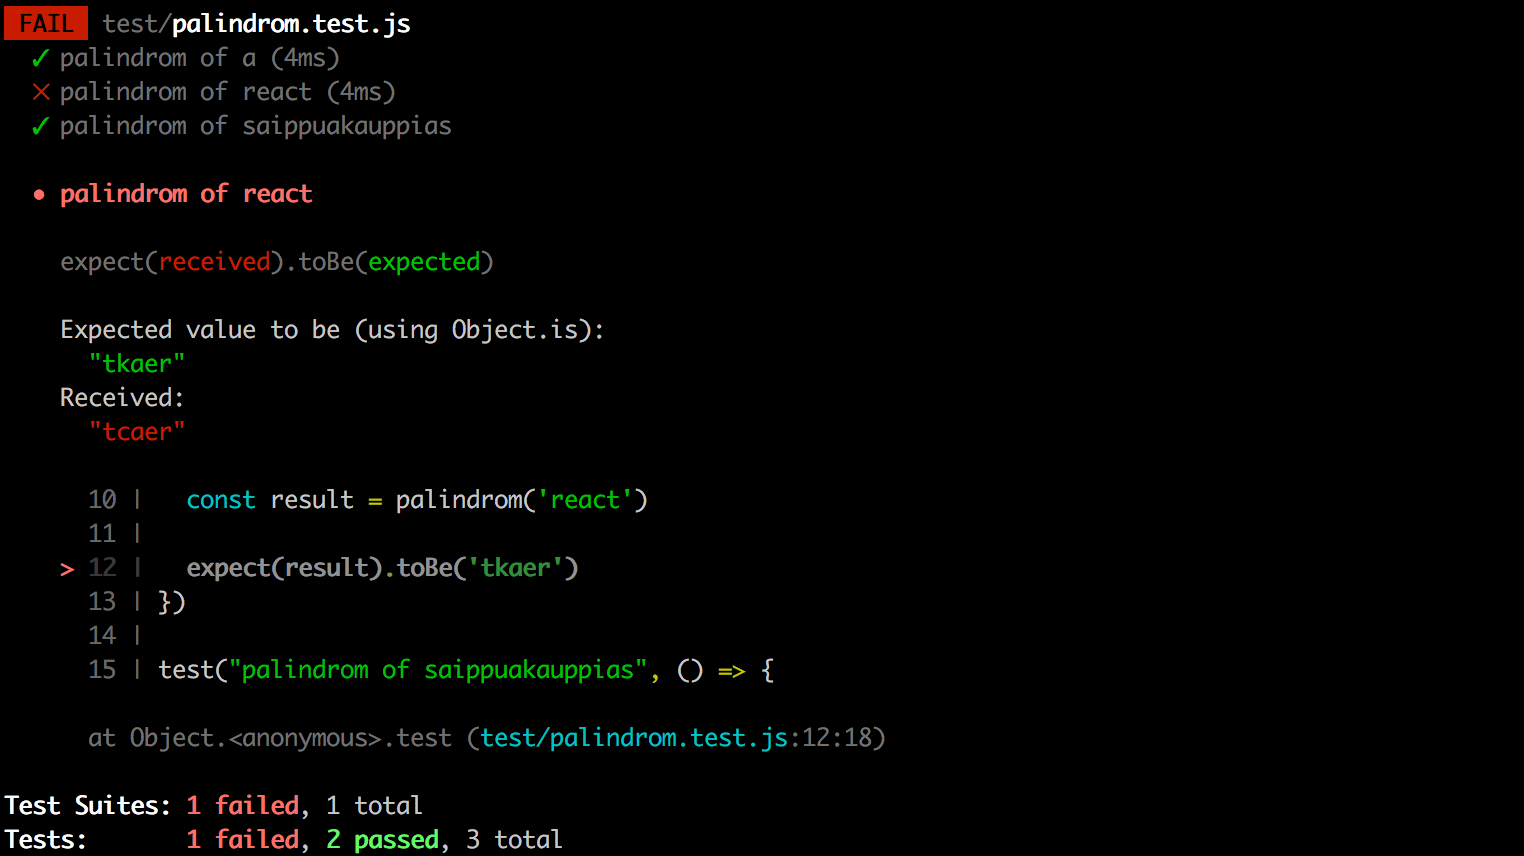 FAIL test/palindrom.test.js
✓ palindrom of a (4ms)
✕ palindrom of react (4ms)
✓ palindrom of saippuakauppias
● palindrom of react
expect(received).toBe(expected)
Expected value to be (using Object.is):
"tkaer"
Received:
"tcaer"
10 |   const result = palindrom('react')
11 |
> 12 |   expect(result).toBe('tkaer')
13 | })
14 |
15 | test("palindrom of saippuakauppias", () => {
at Object.<anonymous>.test (test/palindrom.test.js:12:18)
Test Suites: 1 failed, 1 total
Tests:       1 failed, 2 passed, 3 total